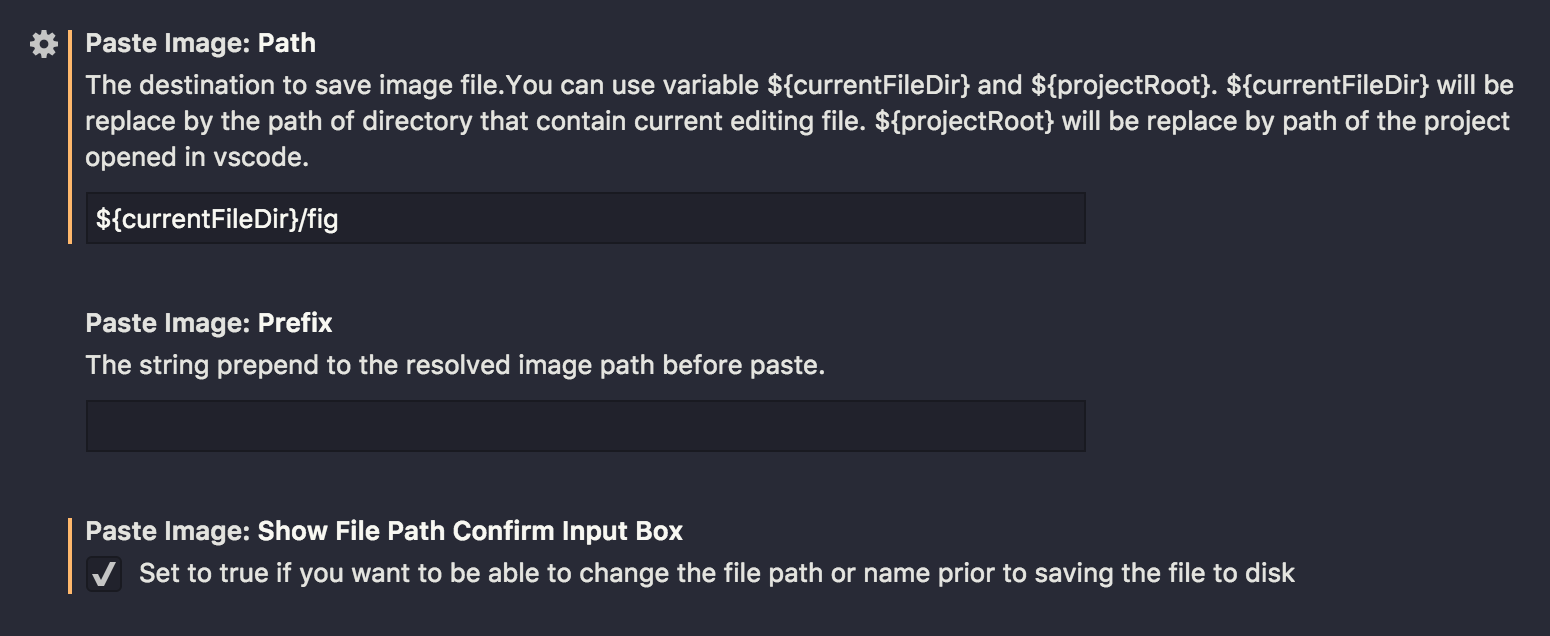 Paste Image: Path
The destination to save image file.You can use variable ${currentFileDir} and ${projectRoot}. ${currentFileDir} will be
replace by the path of directory that contain current editing file. ${projectRoot} will be replace by path of the project
opened in vscode.
${currentFileDir}/fig
Paste Image: Prefix
The string prepend to the resolved image path before paste.
Paste Image: Show File Path Confirm Input Box
Set to true if you want to be able to change the file path or name prior to saving the file to disk